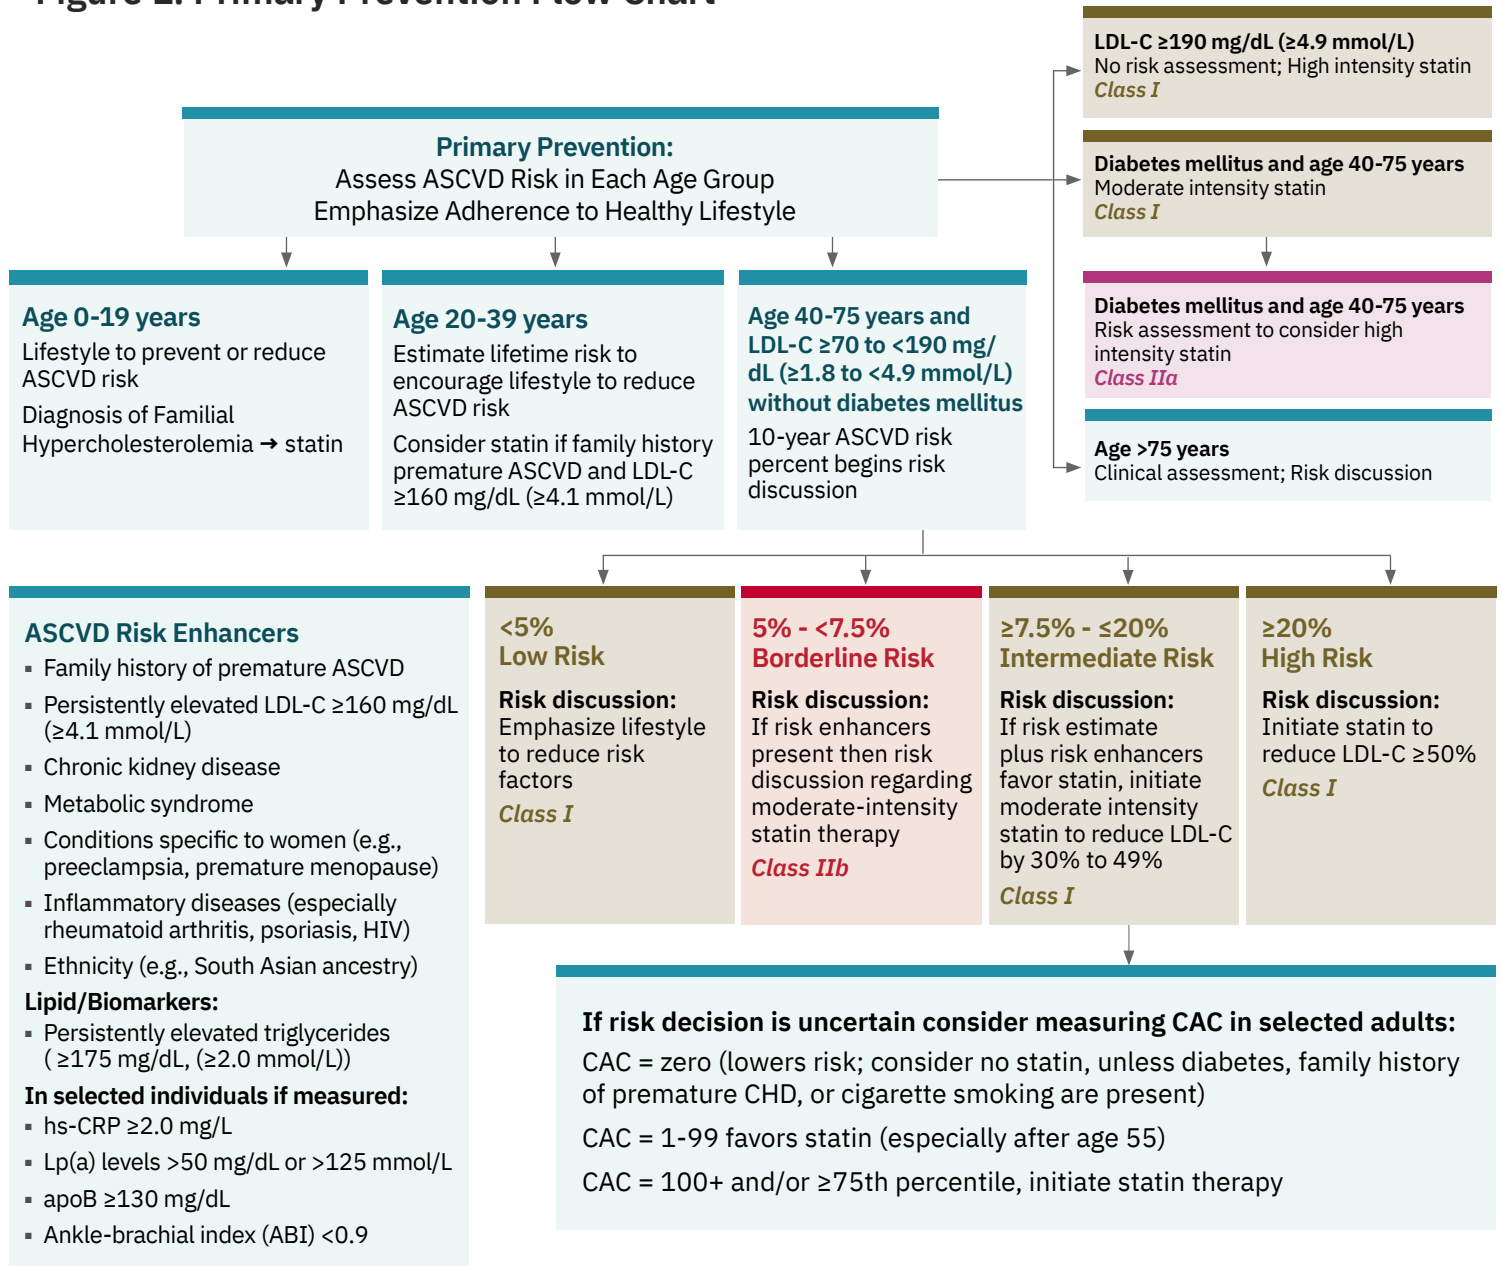 Figure 2. Primary Prevention Flow Chart
LDL-C ≥190 mg/dL (≥4.9 mmol/L)
No risk assessment; High intensity statin
Class I
Primary Prevention:
Assess ASCVD Risk in Each Age Group
Emphasize Adherence to Healthy Lifestyle
Diabetes mellitus and age 40-75 years
Moderate intensity statin
Class I
Diabetes mellitus and age 40-75 years
Risk assessment to consider high
intensity statin
Class IIa
Age >75 years
Clinical assessment; Risk discussion
Age 0-19 years
Lifestyle to prevent or reduce
ASCVD risk
Diagnosis of Familial
Hypercholesterolemia → statin
Age 20-39 years
Estimate lifetime risk to
encourage lifestyle to reduce
ASCVD risk
Consider statin if family history
premature ASCVD and LDL-C
≥160 mg/dL (≥4.1 mmol/L)
Age 40-75 years and
LDL-C ≥70 to <190 mg/
dL (≥1.8 to <4.9 mmol/L)
without diabetes mellitus
10-year ASCVD risk
percent begins risk
discussion
ASCVD Risk Enhancers
▪ Family history of premature ASCVD
▪ Persistently elevated LDL-C ≥160 mg/dL
(≥4.1 mmol/L)
▪ Chronic kidney disease
▪ Metabolic syndrome
▪ Conditions specific to women (e.g.,
preeclampsia, premature menopause)
▪ Inflammatory diseases (especially
rheumatoid arthritis, psoriasis, HIV)
▪ Ethnicity (e.g., South Asian ancestry)
Lipid/Biomarkers:
▪ Persistently elevated triglycerides
( ≥175 mg/dL, (≥2.0 mmol/L))
In selected individuals if measured:
▪ hs-CRP ≥2.0 mg/L
▪ Lp(a) levels >50 mg/dL or >125 mmol/L
▪ apoB ≥130 mg/dL
▪ Ankle-brachial index (ABI) <0.9
<5%
Low Risk
Risk discussion:
Emphasize lifestyle
to reduce risk
factors
Class I
5% - <7.5%
Borderline Risk
Risk discussion:
If risk enhancers
present then risk
discussion regarding
moderate-intensity
statin therapy
Class IIb
≥7.5% - ≤20%
Intermediate Risk
Risk discussion:
If risk estimate
plus risk enhancers
favor statin, initiate
moderate intensity
statin to reduce LDL-C
by 30% to 49%
Class I
≥20%
High Risk
Risk discussion:
Initiate statin to
reduce LDL-C ≥50%
Class I
If risk decision is uncertain consider measuring CAC in selected adults:
CAC = zero (lowers risk; consider no statin, unless diabetes, family history
of premature CHD, or cigarette smoking are present)
CAC = 1-99 favors statin (especially after age 55)
CAC = 100+ and/or ≥75th percentile, initiate statin therapy